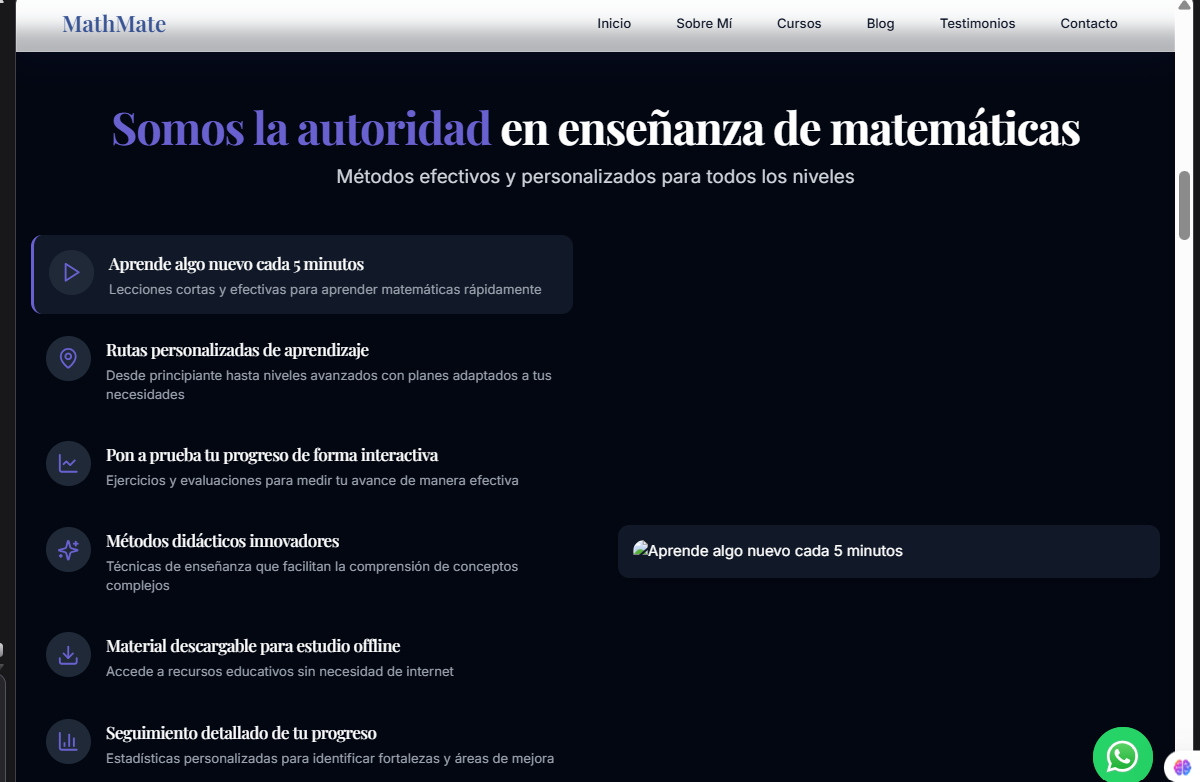 MathMate
Inicio
Sobre Mí
Cursos
Blog
Testimonios
Contacto
Somos la autoridad en enseñanza de matemáticas
Métodos efectivos y personalizados para todos los niveles
Aprende algo nuevo cada 5 minutos
Lecciones cortas y efectivas para aprender matemáticas rápidamente
Rutas personalizadas de aprendizaje
Desde principiante hasta niveles avanzados con planes adaptados a tus
necesidades
Pon a prueba tu progreso de forma interactiva
Ejercicios y evaluaciones para medir tu avance de manera efectiva
Métodos didácticos innovadores
Técnicas de enseñanza que facilitan la comprensión de conceptos
complejos
Material descargable para estudio offline
Accede a recursos educativos sin necesidad de internet
Seguimiento detallado de tu progreso
Estadísticas personalizadas para identificar fortalezas y áreas de mejora
Aprende algo nuevo cada 5 minutos